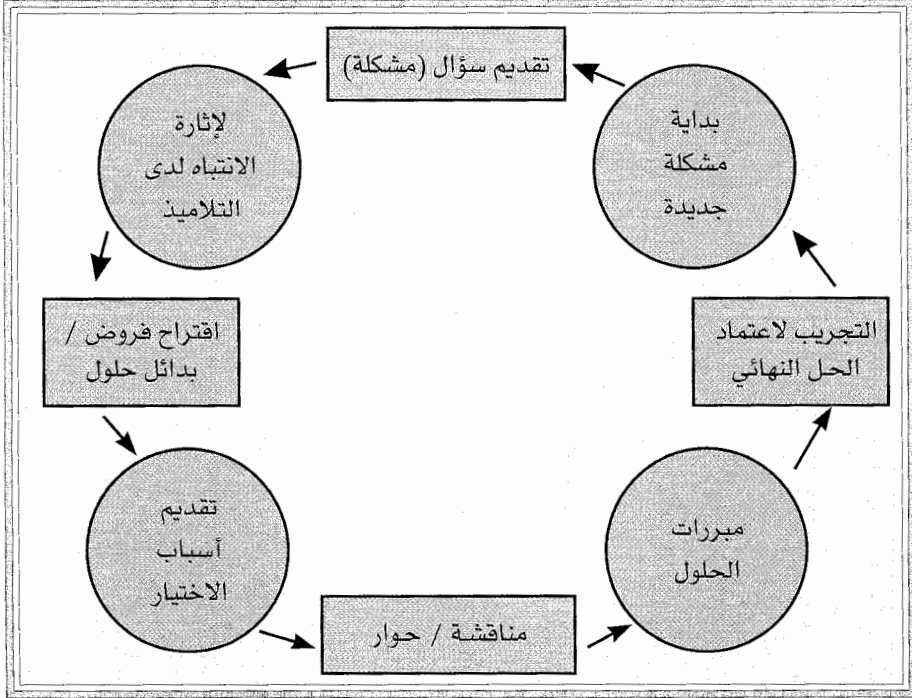 تقديم سؤال (مشكلة)
لإثارة
الانتباه لدى
التلاميذ
اقتراح فروض /
بدائل حلول
تقديم
أسباب
الاختيار
مناقشة / حوار
مبررات
الحلول
التجريب لاعتماد
الحل النهائي
بداية
مشكلة
جديدة